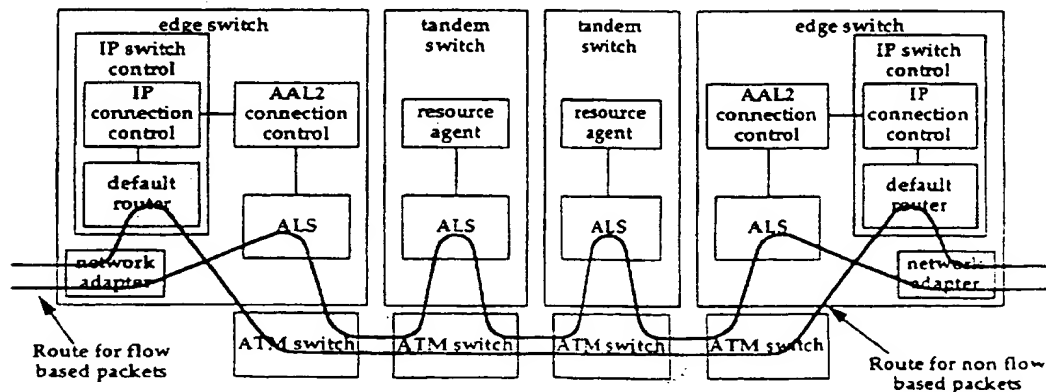 edge switch
IP switch
control
IP
connection
control
AAL2
connection
control
default
router
ALS
network
adapter
tandem
switch
resource
agent
ALS
tandem
switch
resource
agent
ALS
edge switch
IP switch
control
AAL2
connection
control
IP
connection
control
default
router
ALS
network
adapter
ATM switch
ATM switch
ATM switch
ATM switch
Route for flow
based packets
Route for non flow
based packets